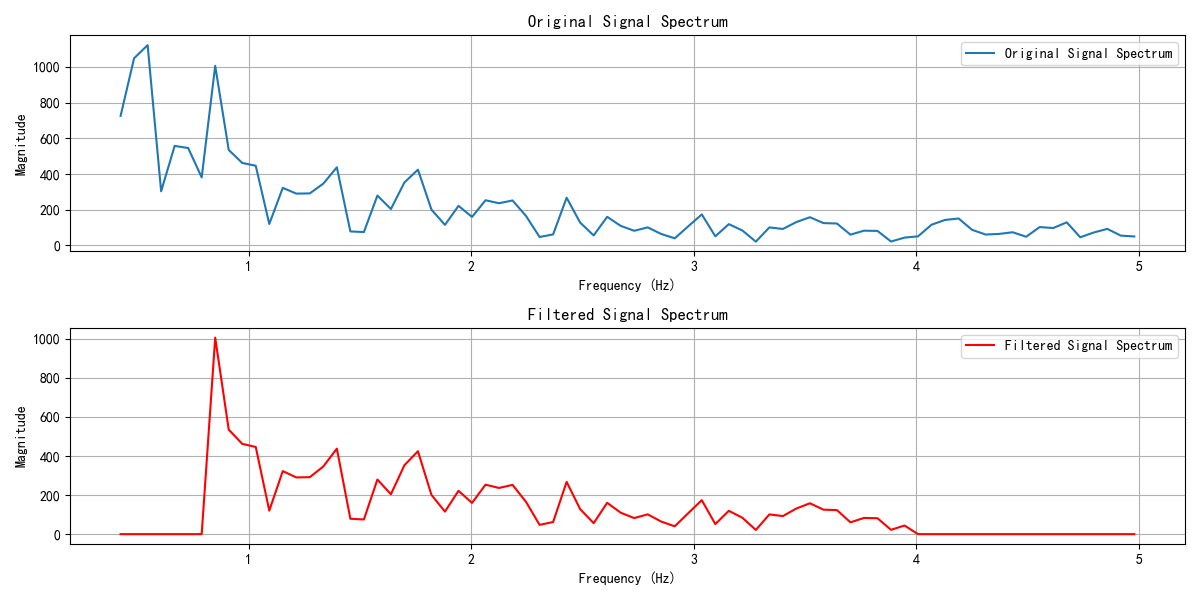 Original Signal Spectrum
Original Signal Spectrum
Magnitude
1000
800
600
400
200
0
1 2 3 4 5
Frequency (Hz)
Filtered Signal Spectrum
Filtered Signal Spectrum
Magnitude
1000
800
600
400
200
0
1 2 3 4 5
Frequency (Hz)